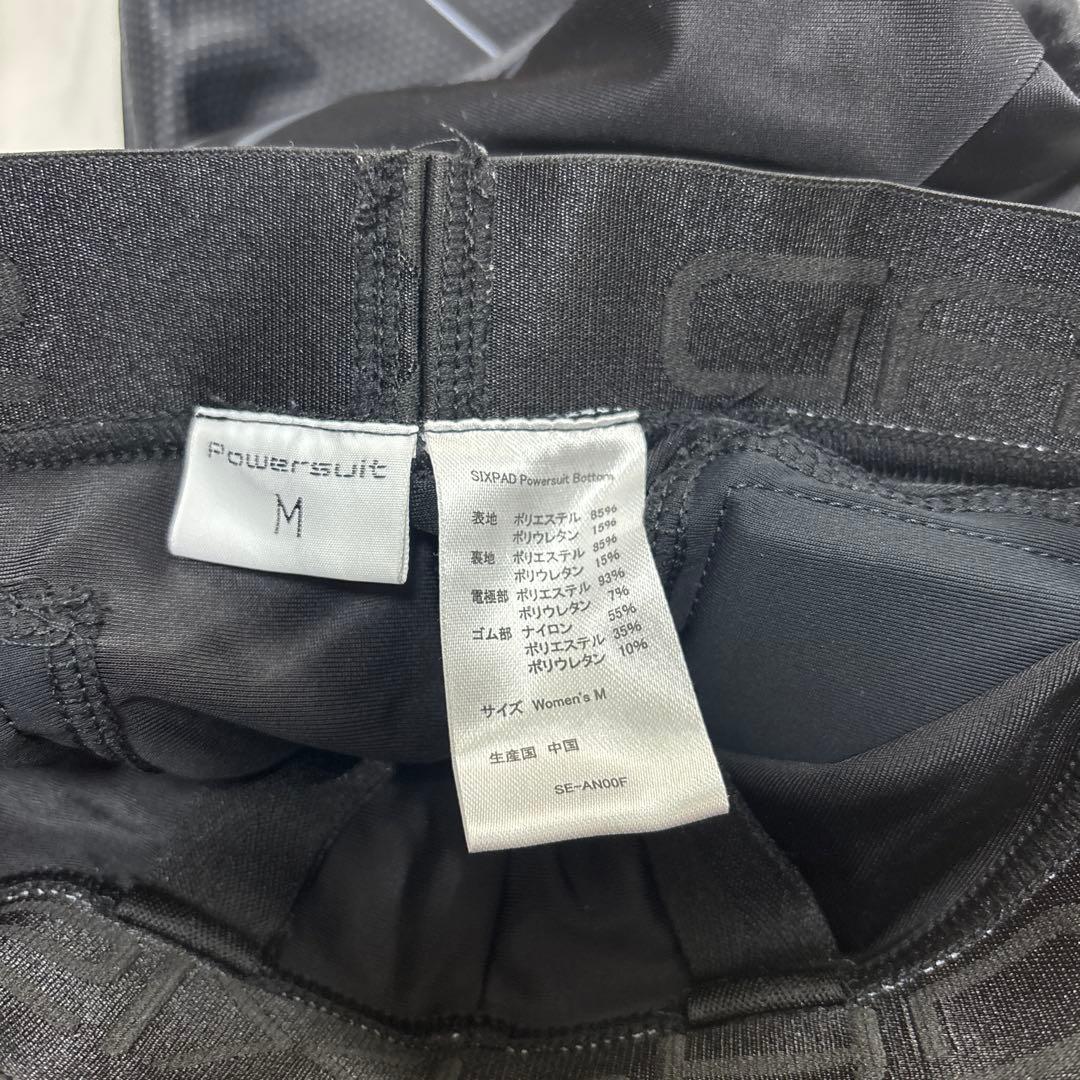 Powersuit
M
SIXPAD Powersuit Bottom
表地 ポリエステル 85%
ポリウレタン 15%
裏地 ポリエステル 85%
ポリウレタン 15%
電極部 ポリエステル 93%
ポリウレタン 7%
ゴム部 ナイロン 55%
ポリエステル 35%
ポリウレタン 10%
サイズ Women's M
生産国 中国
SE-AN00F